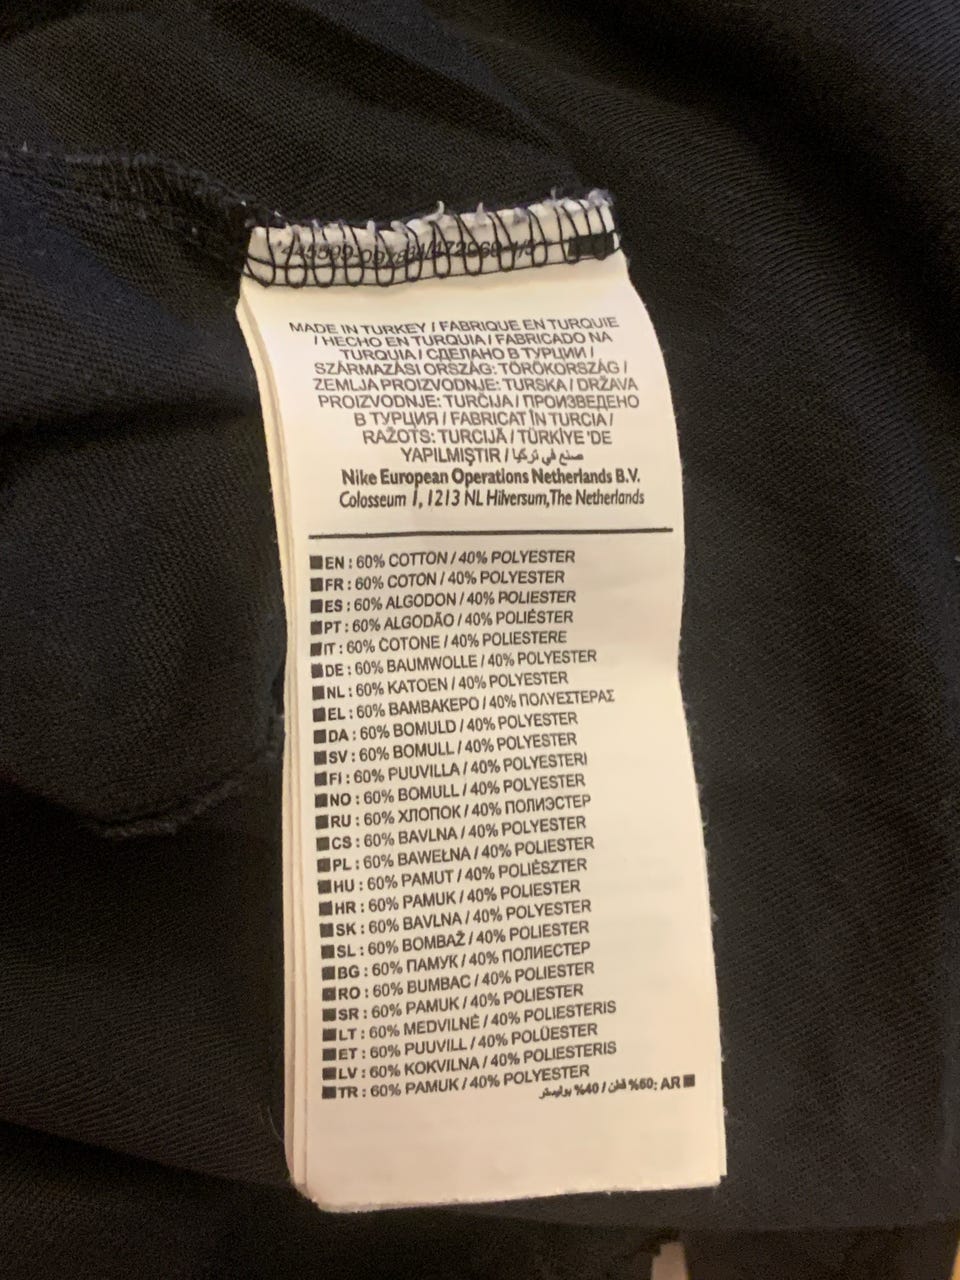 MADE IN TURKEY / FABRIQUE EN TURQUIE
/ HECHO EN TURQUIA / FABRICADO NA
TURQUIA / СДЕЛАНО В ТУРЦИИ /
SZÁRMAZÁSI ORSZÁG: TÖRÖKORSZÁG /
ZEMLJA PROIZVODNJE: TURSKA / DRŽAVA
PROIZVODNJE: TURČIJA / ПРОИЗВЕДЕНО
В ТУРЦИЯ / FABRICAT ÎN TURCIA /
RAŽOTS: TURCIJĀ / TÜRKİYE 'DE
YAPILMIŞTIR / صنع في تركيا
Nike European Operations Netherlands B.V.
Colosseum 1, 1213 NL Hilversum, The Netherlands
EN : 60% COTTON / 40% POLYESTER
FR : 60% COTON / 40% POLYESTER
ES : 60% ALGODON / 40% POLIESTER
PT : 60% ALGODÃO / 40% POLIÉSTER
IT : 60% COTONE / 40% POLIESTERE
DE : 60% BAUMWOLLE / 40% POLYESTER
NL : 60% KATOEN / 40% POLYESTER
EL : 60% ΒΑΜΒΑΚΕΡΟ / 40% ΠΟΛΥΕΣΤΕΡΑΣ
DA : 60% BOMULD / 40% POLYESTER
SV : 60% BOMULL / 40% POLYESTER
FI : 60% PUUVILLA / 40% POLYESTERI
NO : 60% BOMULL / 40% POLYESTER
RU : 60% ХЛОПОК / 40% ПОЛИЭСТЕР
CS : 60% BAVLNA / 40% POLYESTER
PL : 60% BAWEŁNA / 40% POLIESTER
HU : 60% PAMUT / 40% POLIÉSZTER
HR : 60% PAMUK / 40% POLIESTER
SK : 60% BAVLNA / 40% POLYESTER
SL : 60% BOMBAŽ / 40% POLIESTER
BG : 60% ПАМУК / 40% ПОЛИЕСТЕР
RO : 60% BUMBAC / 40% POLIESTER
SR : 60% PAMUK / 40% POLIESTER
LT : 60% MEDVILNĖ / 40% POLIESTERIS
ET : 60% PUUVILL / 40% POLÜESTER
LV : 60% KOKVILNA / 40% POLIESTERIS
TR : 60% PAMUK / 40% POLYESTER
AR :60% قطن / 40% بوليستر